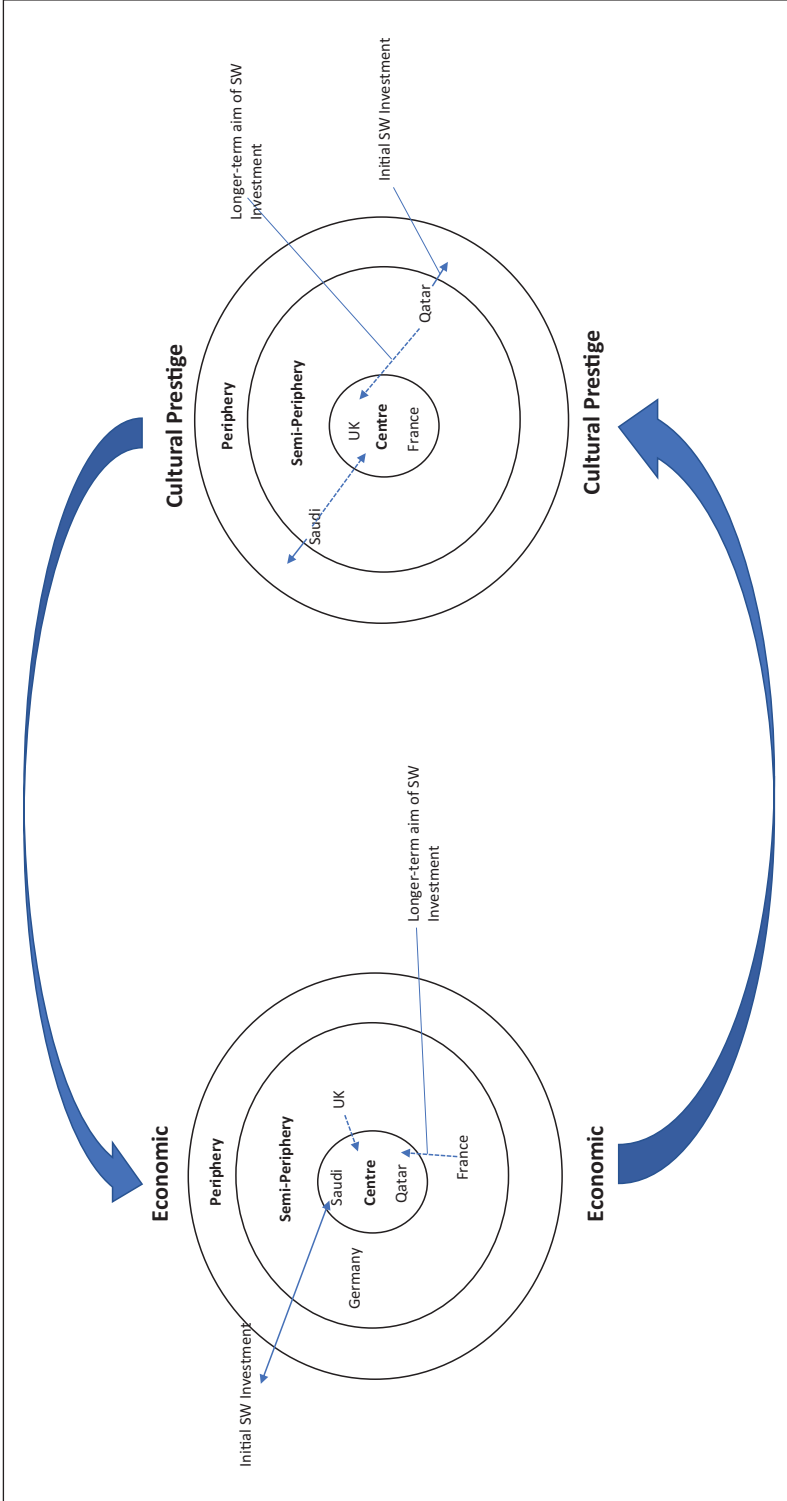 Economic
Periphery
Semi-Periphery
UK
Saudi
Centre
Qatar
Germany
France
Initial SW Investment
Longer-term aim of SW
Investment
Economic
Cultural Prestige
Periphery
Semi-Periphery
UK
Centre
France
Saudi
Qatar
Longer-term aim of SW
Investment
Initial SW Investment
Cultural Prestige